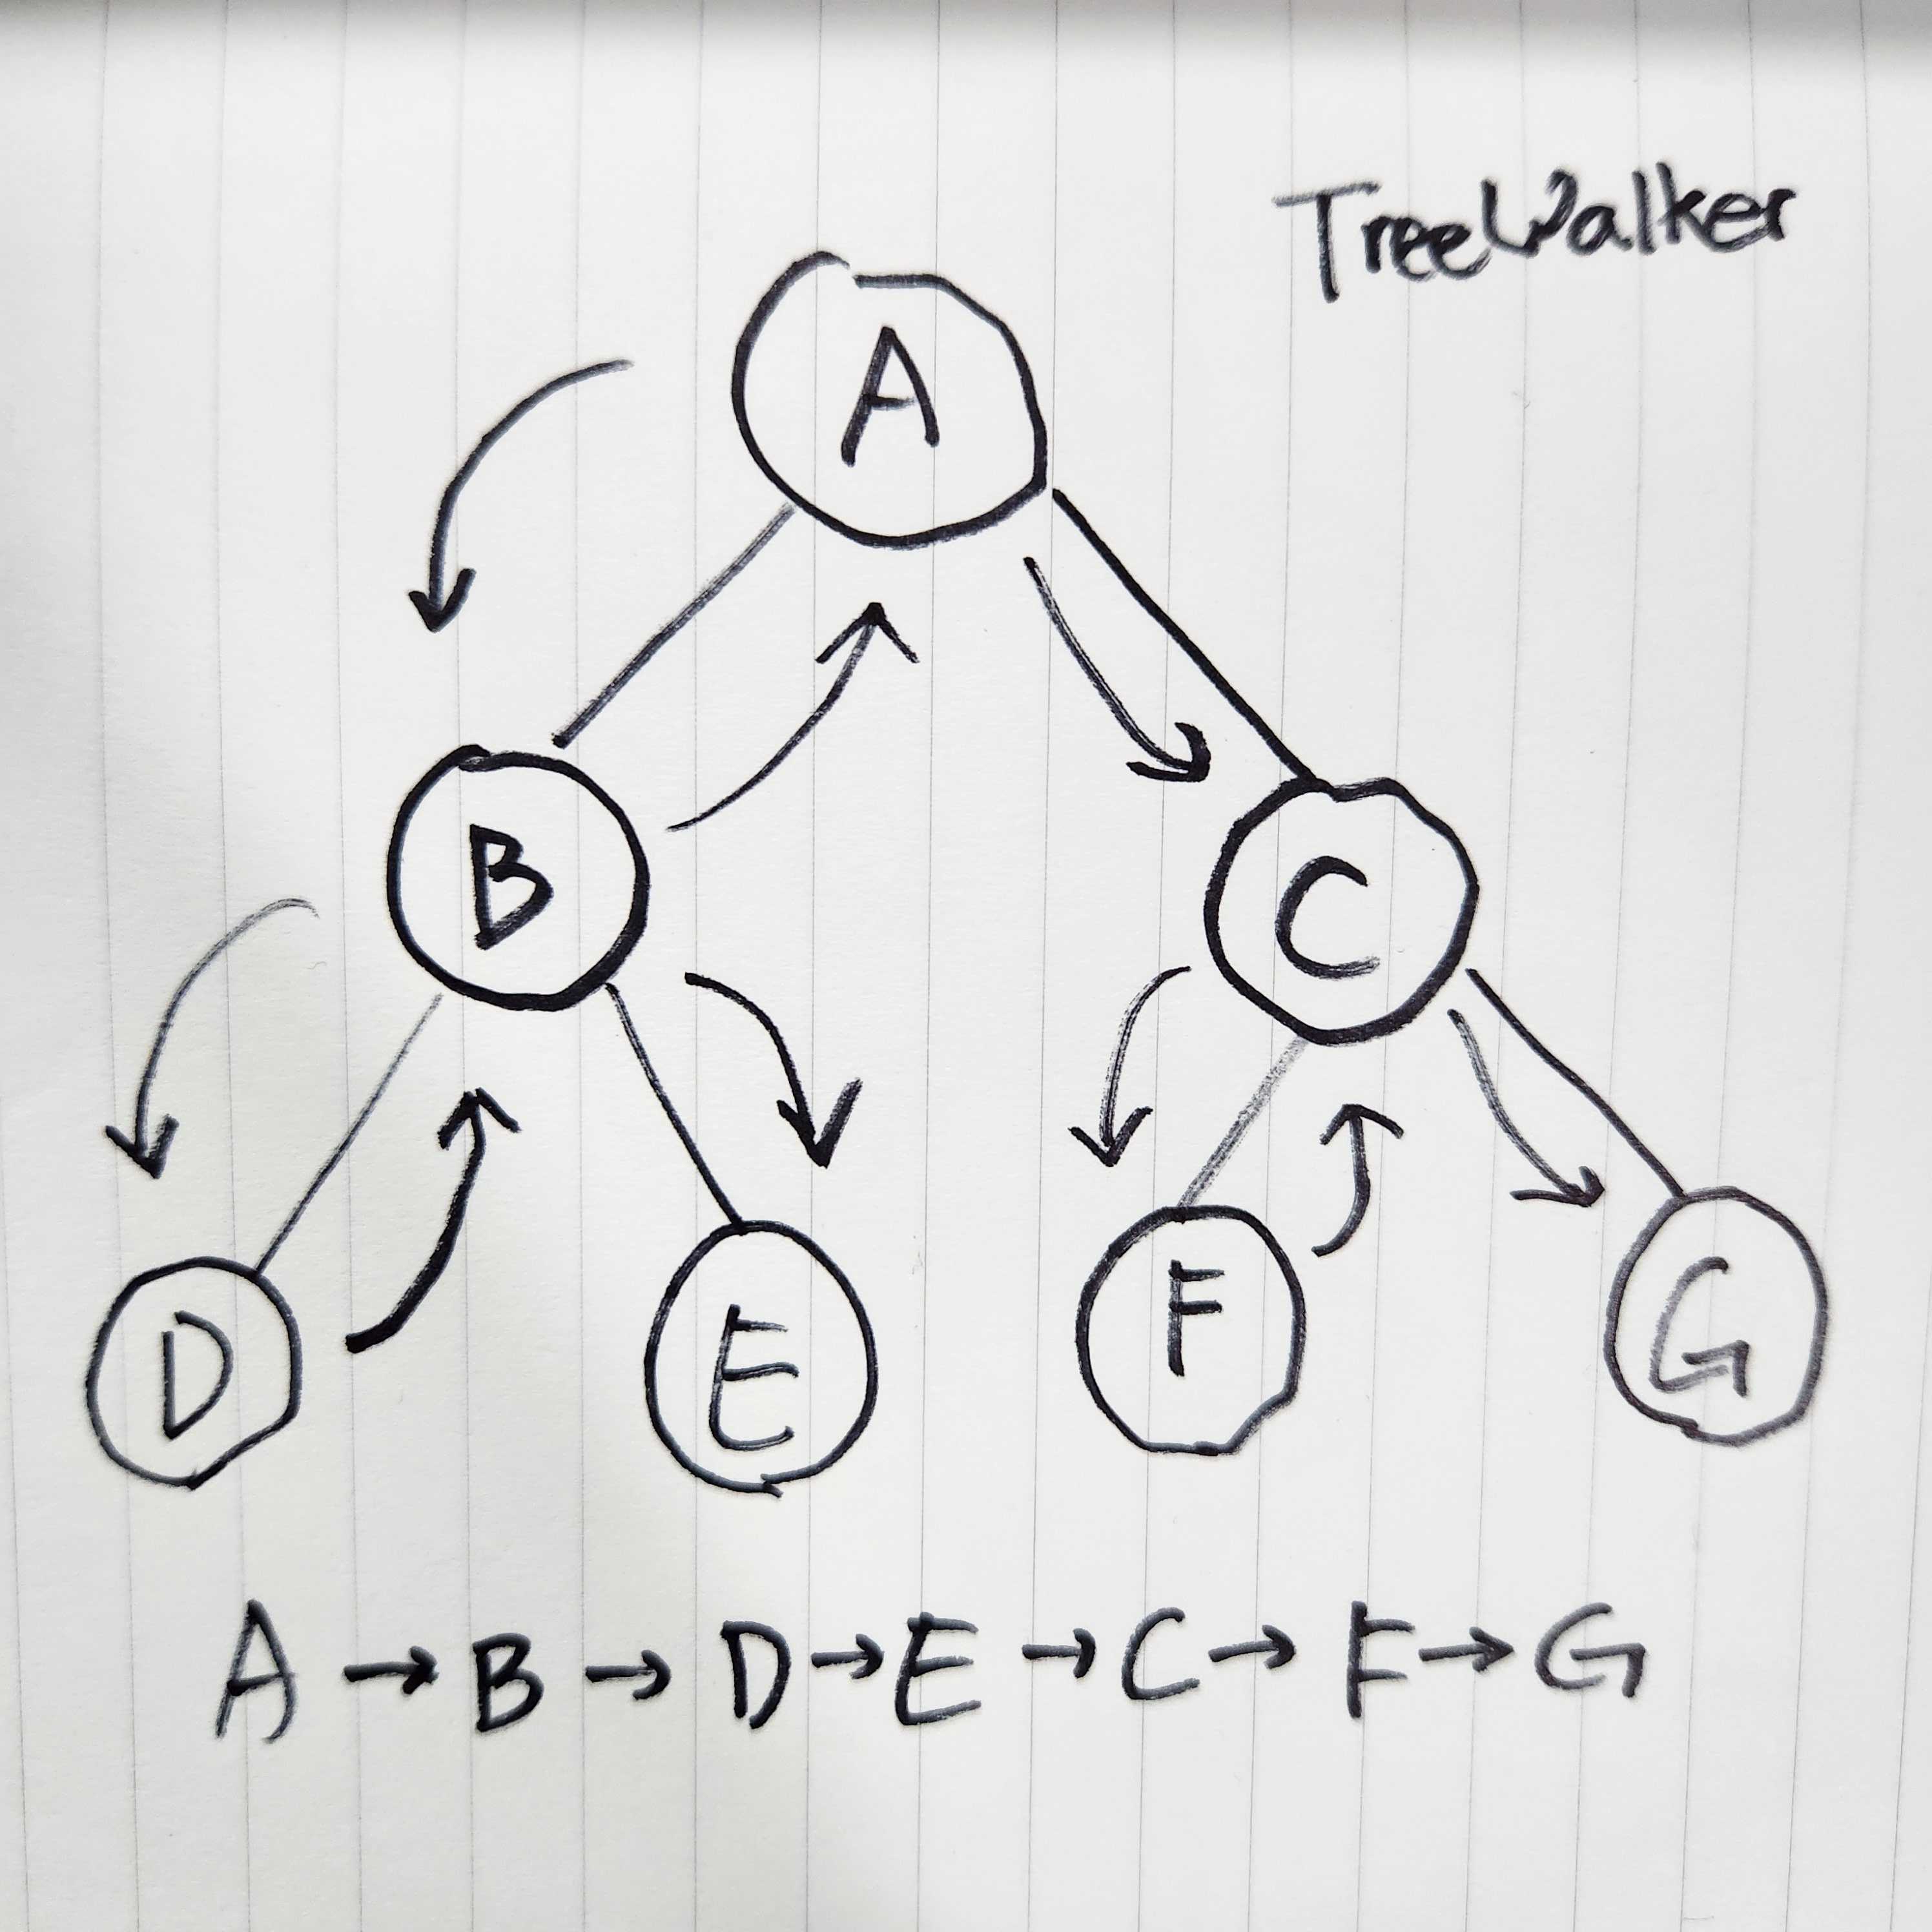 TreeWalker
A
B
C
D
E
F
G
A → B → D → E → C → F → G